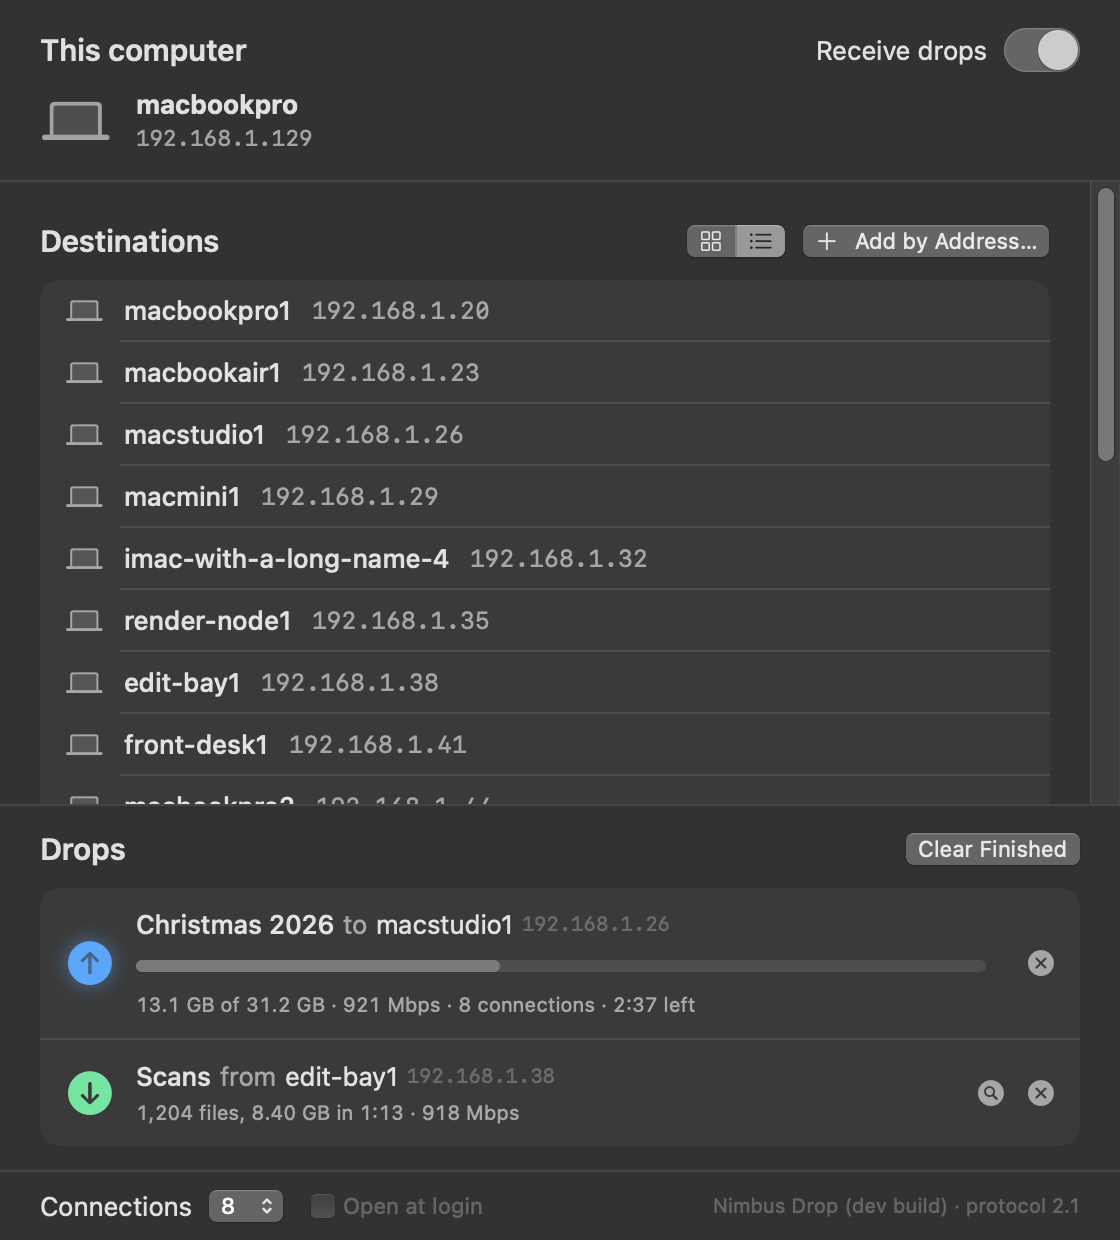 This computer
Receive drops
macbookpro
192.168.1.129
Destinations
Add by Address...
macbookpro1 192.168.1.20
macbookair1 192.168.1.23
macstudio1 192.168.1.26
macmini1 192.168.1.29
imac-with-a-long-name-4 192.168.1.32
render-node1 192.168.1.35
edit-bay1 192.168.1.38
front-desk1 192.168.1.41
Drops
Clear Finished
Christmas 2026 to macstudio1 192.168.1.26
13.1 GB of 31.2 GB · 921 Mbps · 8 connections · 2:37 left
Scans from edit-bay1 192.168.1.38
1,204 files, 8.40 GB in 1:13 · 918 Mbps
Connections 8 Open at login
Nimbus Drop (dev build) · protocol 2.1